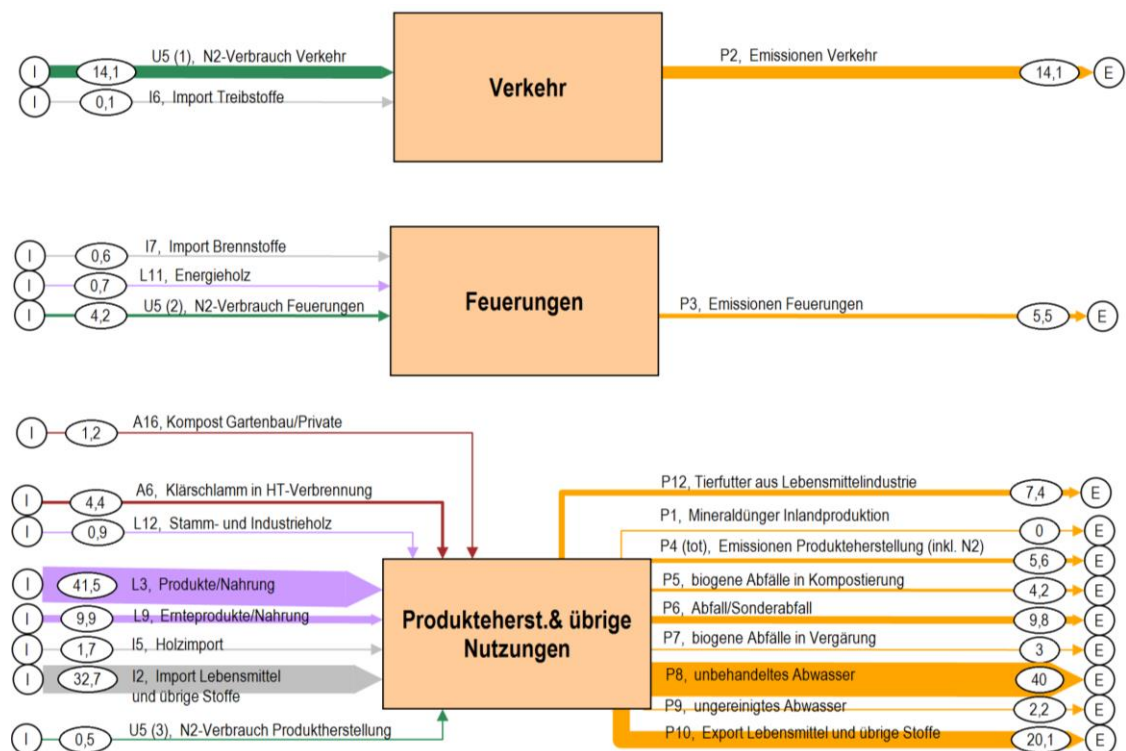 U5 (1), N2-Verbrauch Verkehr
I 14,1
I6, Import Treibstoffe
I 0,1
Verkehr
P2, Emissionen Verkehr
14,1 E
I7, Import Brennstoffe
I 0,6
L11, Energieholz
I 0,7
U5 (2), N2-Verbrauch Feuerungen
I 4,2
Feuerungen
P3, Emissionen Feuerungen
5,5 E
A16, Kompost Gartenbau/Private
I 1,2
A6, Klärschlamm in HT-Verbrennung
I 4,4
L12, Stamm- und Industrieholz
I 0,9
I 41,5 L3, Produkte/Nahrung
I 9,9 L9, Ernteprodukte/Nahrung
I 1,7 I5, Holzimport
I 32,7 I2, Import Lebensmittel
und übrige Stoffe
U5 (3), N2-Verbrauch Produktherstellung
I 0,5
Produkteherst.& übrige
Nutzungen
P12, Tierfutter aus Lebensmittelindustrie
7,4 E
P1, Mineraldünger Inlandproduktion
0 E
P4 (tot), Emissionen Produkteherstellung (inkl. N2)
5,6 E
P5, biogene Abfälle in Kompostierung
4,2 E
P6, Abfall/Sonderabfall
9,8 E
P7, biogene Abfälle in Vergärung
3 E
P8, unbehandeltes Abwasser
40 E
P9, ungereinigtes Abwasser
2,2 E
P10, Export Lebensmittel und übrige Stoffe
20,1 E